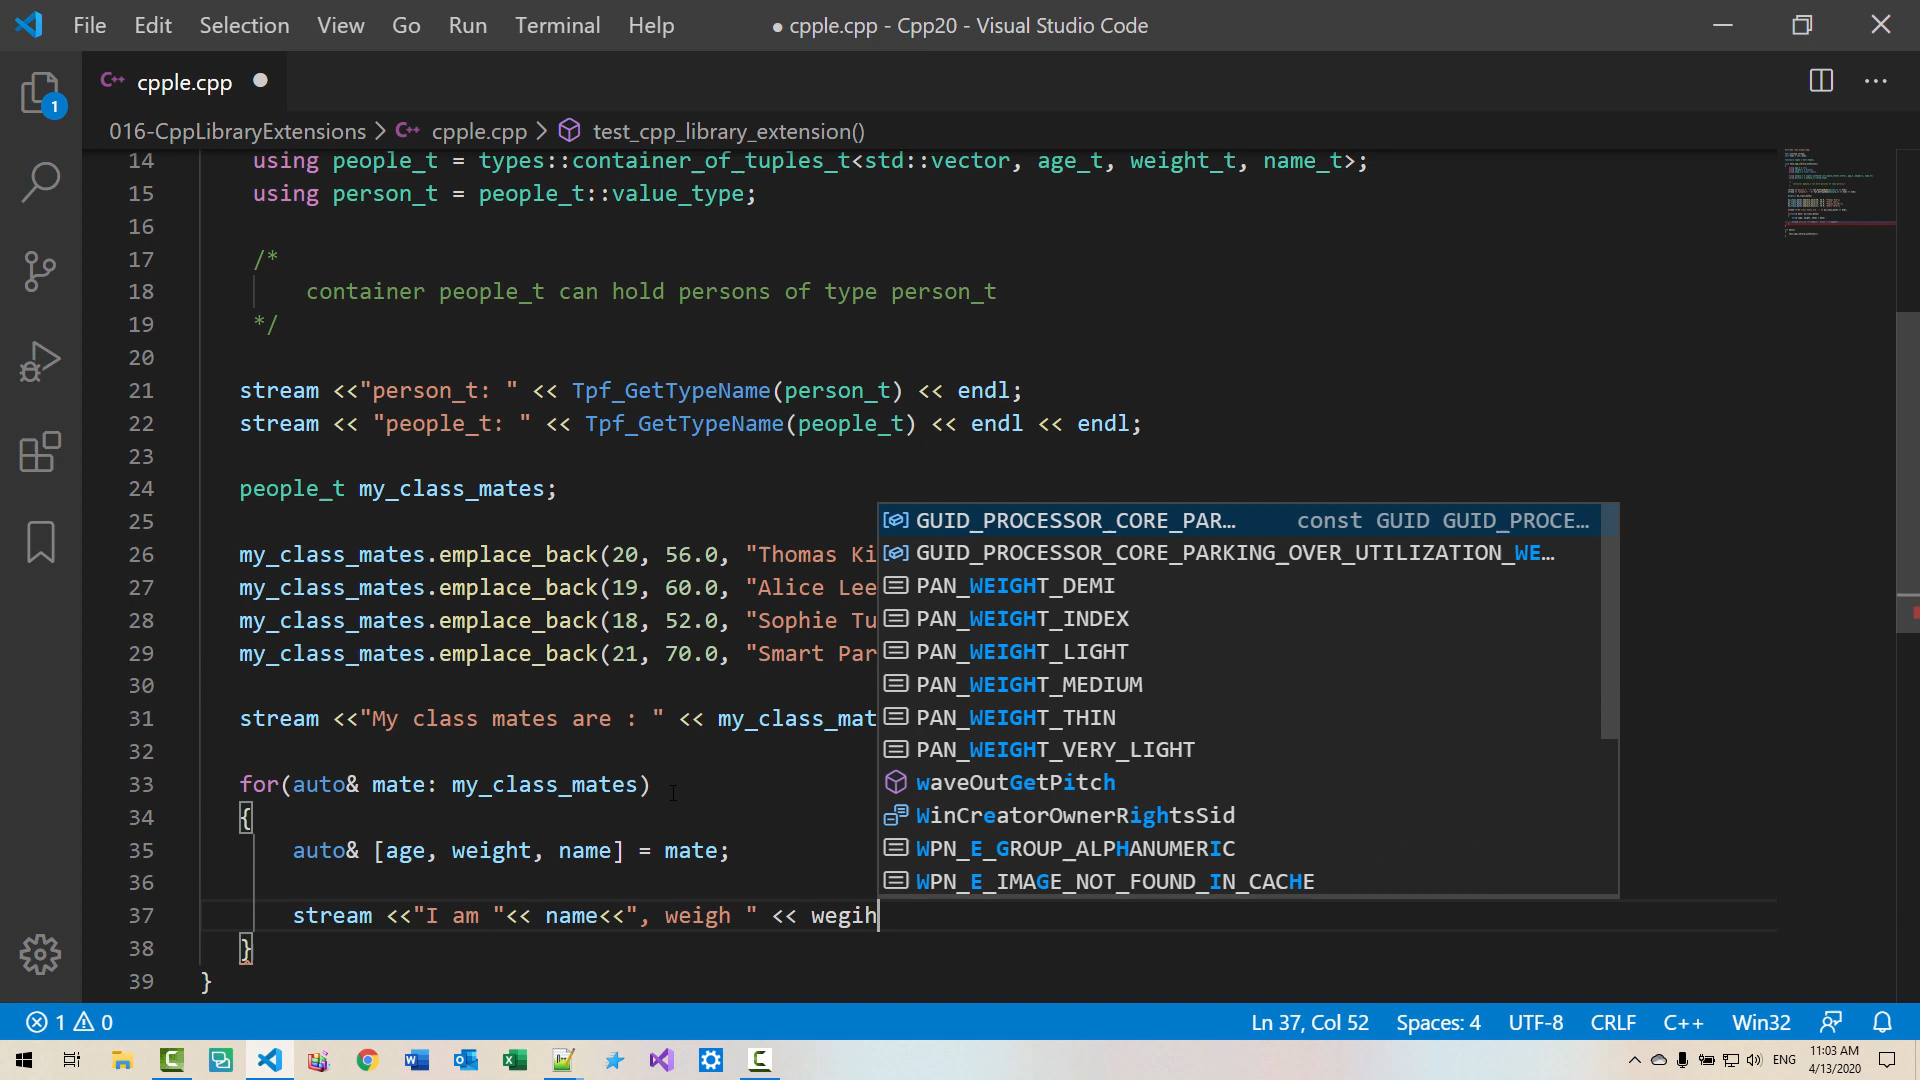 File Edit Selection View Go Run Terminal Help ● cpple.cpp - Cpp20 - Visual Studio Code
1
C++ cpple.cpp ●
016-CppLibraryExtensions > C++ cpple.cpp > test_cpp_library_extension()
14 using people_t = types::container_of_tuples_t<std::vector, age_t, weight_t, name_t>;
15 using person_t = people_t::value_type;
16
17 /*
18 container people_t can hold persons of type person_t
19 */
20
21 stream <<"person_t: " << Tpf_GetTypeName(person_t) << endl;
22 stream << "people_t: " << Tpf_GetTypeName(people_t) << endl << endl;
23
24 people_t my_class_mates;
25
26 my_class_mates.emplace_back(20, 56.0, "Thomas Ki
27 my_class_mates.emplace_back(19, 60.0, "Alice Lee
28 my_class_mates.emplace_back(18, 52.0, "Sophie Tu
29 my_class_mates.emplace_back(21, 70.0, "Smart Par
30
31 stream <<"My class mates are : " << my_class_mat
32
33 for(auto& mate: my_class_mates)
34 {
35 auto& [age, weight, name] = mate;
36
37 stream <<"I am "<< name<<", weigh " << wegih
38 }
39 }
GUID_PROCESSOR_CORE_PAR… const GUID GUID_PROCE…
GUID_PROCESSOR_CORE_PARKING_OVER_UTILIZATION_WE…
PAN_WEIGHT_DEMI
PAN_WEIGHT_INDEX
PAN_WEIGHT_LIGHT
PAN_WEIGHT_MEDIUM
PAN_WEIGHT_THIN
PAN_WEIGHT_VERY_LIGHT
waveOutGetPitch
WinCreatorOwnerRightsSid
WPN_E_GROUP_ALPHANUMERIC
WPN_E_IMAGE_NOT_FOUND_IN_CACHE
1 0 Ln 37, Col 52 Spaces: 4 UTF-8 CRLF C++ Win32
ENG 11:03 AM
4/13/2020